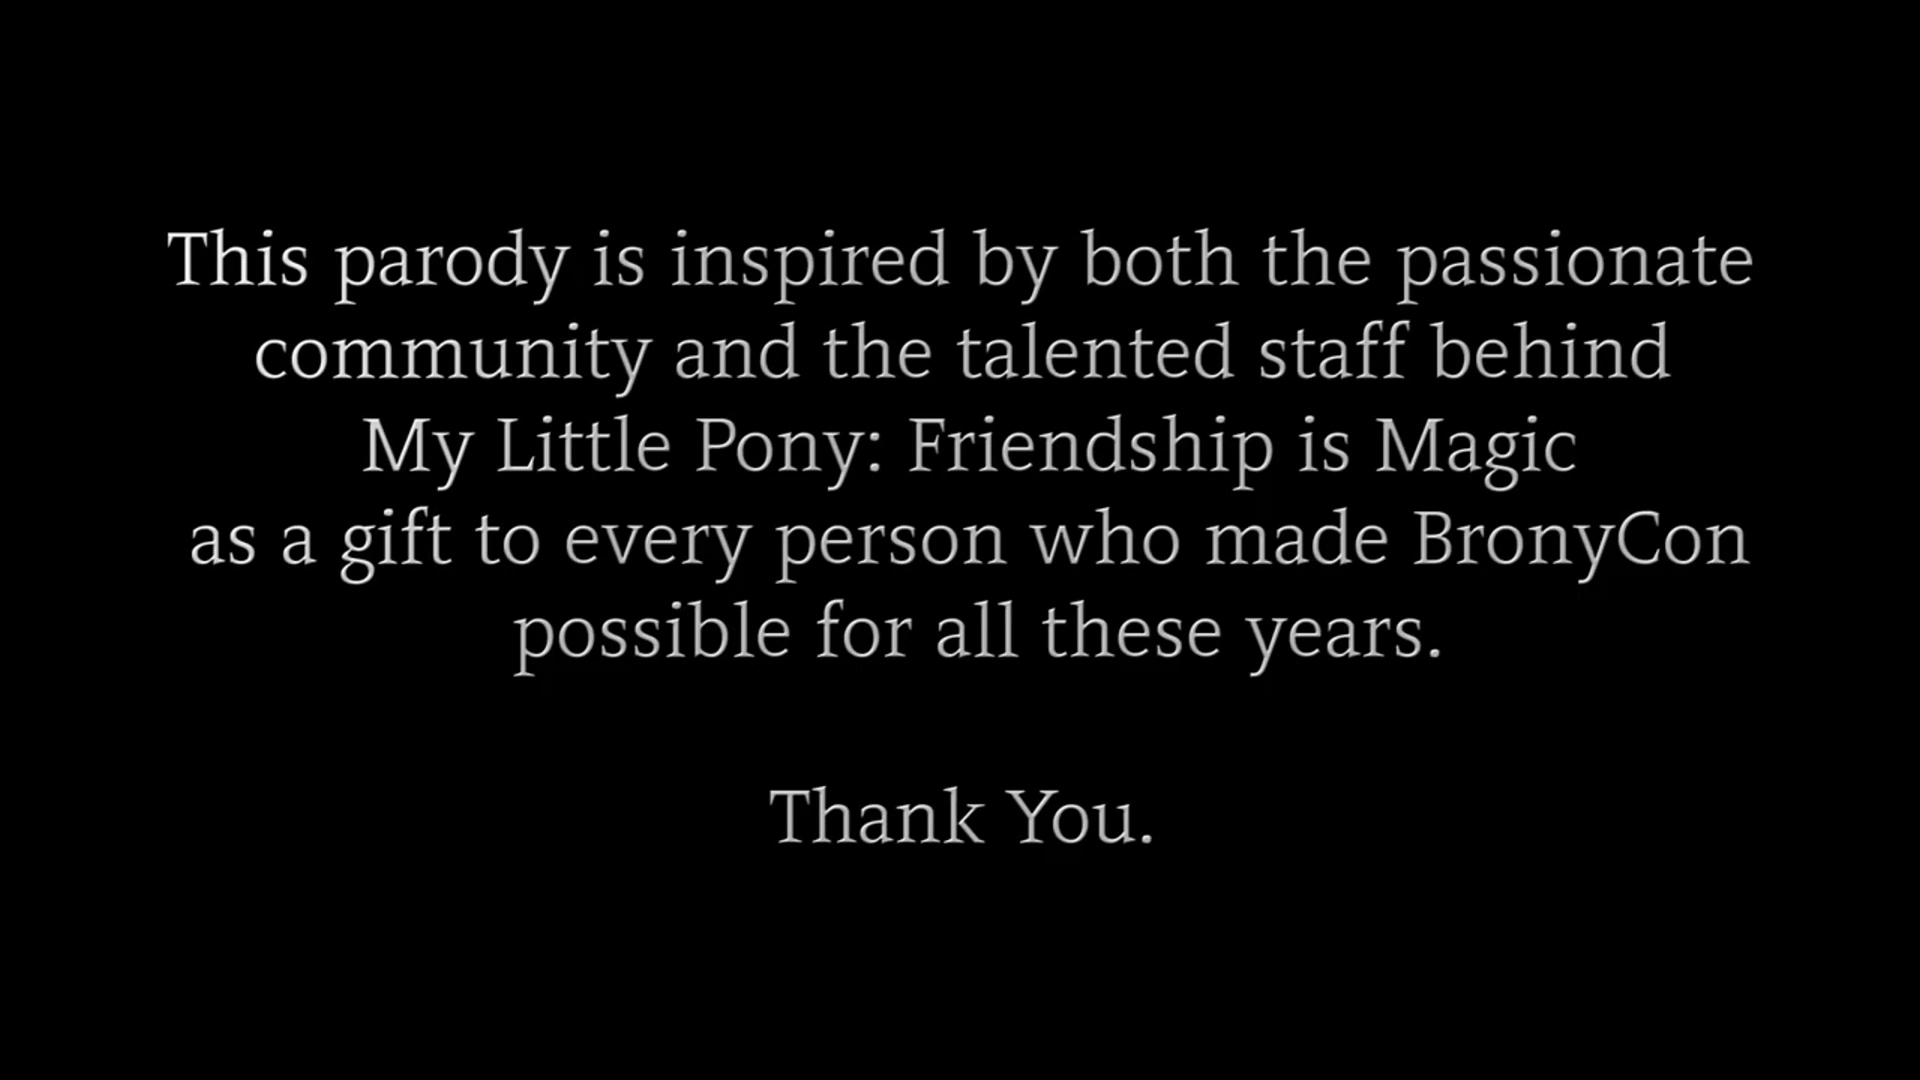 This parody is inspired by both the passionate
community and the talented staff behind
My Little Pony: Friendship is Magic
as a gift to every person who made BronyCon
possible for all these years.
Thank You.